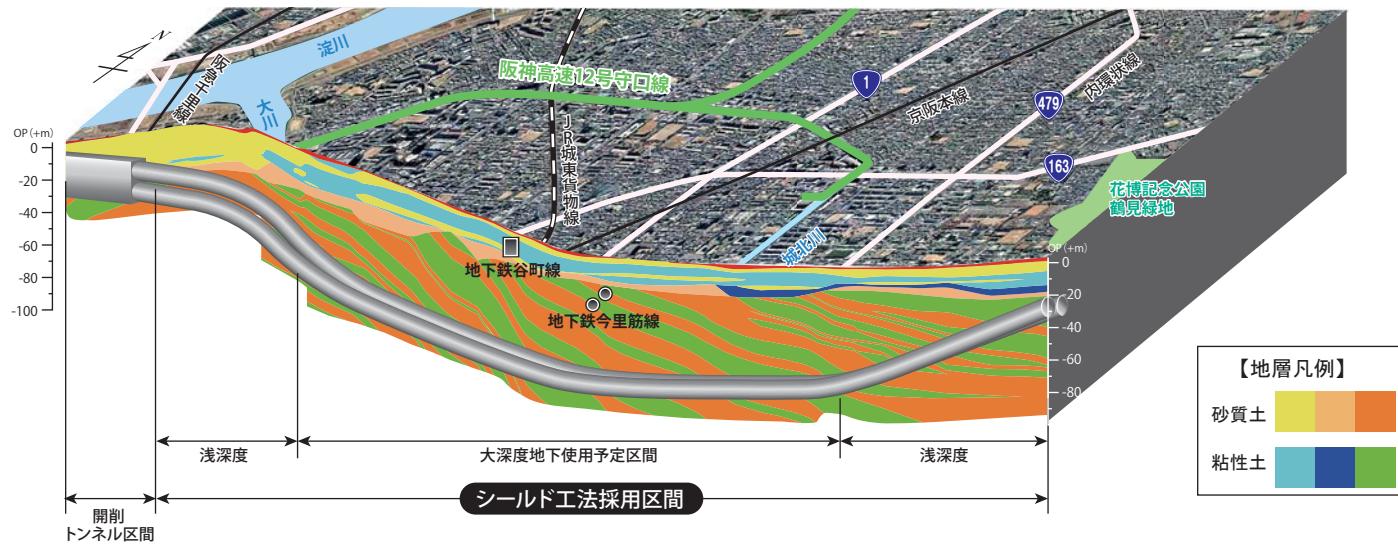 N
淀川
阪急千里線
大川
阪神高速12号守口線
JR城東貨物線
1
京阪本線
479
内環状線
163
花博記念公園
鶴見緑地
城北川
OP(+m)
0
-20
-40
-60
-80
-100
地下鉄谷町線
地下鉄今里筋線
OP(+m)
0
-20
-40
-60
-80
浅深度
大深度地下使用予定区間
浅深度
開削
トンネル区間
シールド工法採用区間
【地層凡例】
砂質土
粘性土